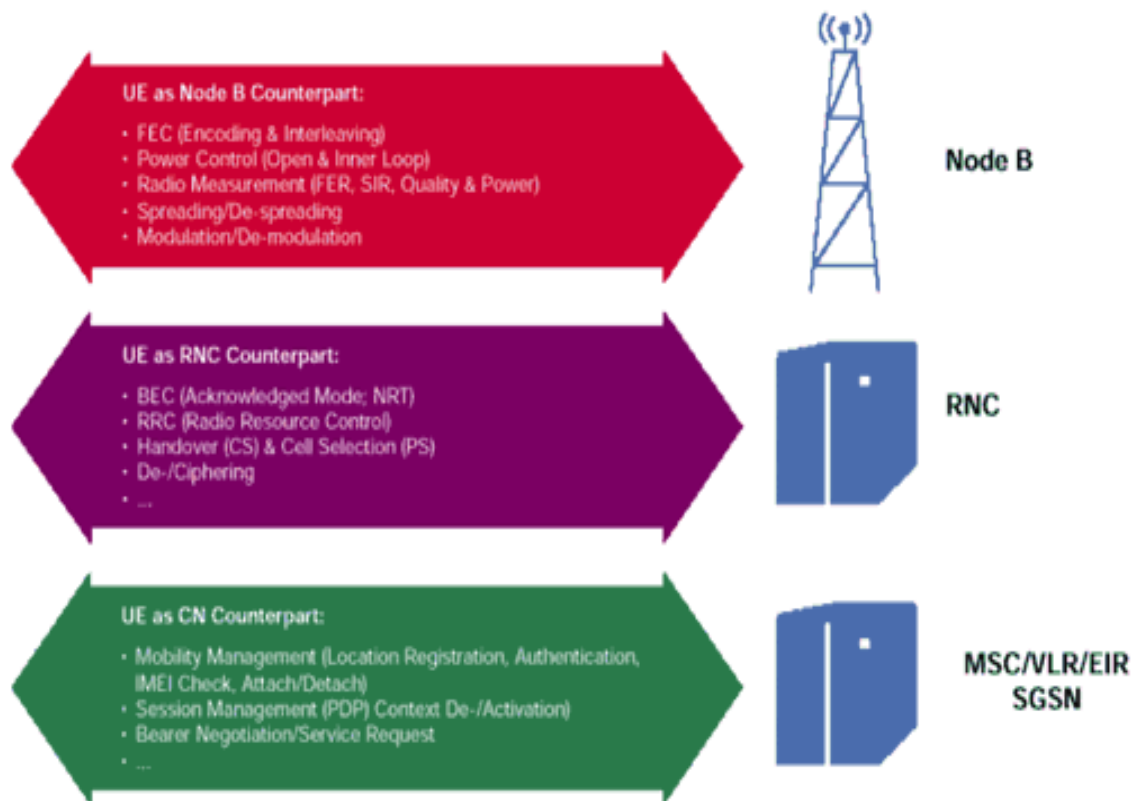 UE as Node B Counterpart:
• FEC (Encoding & Interleaving)
• Power Control (Open & Inner Loop)
• Radio Measurement (FER, SIR, Quality & Power)
• Spreading/De-spreading
• Modulation/De-modulation
Node B
UE as RNC Counterpart:
• BEC (Acknowledged Mode; NRT)
• RRC (Radio Resource Control)
• Handover (CS) & Cell Selection (PS)
• De-/Ciphering
• ...
RNC
UE as CN Counterpart:
• Mobility Management (Location Registration, Authentication,
IMEI Check, Attach/Detach)
• Session Management (PDP) Context De-/Activation)
• Bearer Negotiation/Service Request
• ...
MSC/VLR/EIR
SGSN